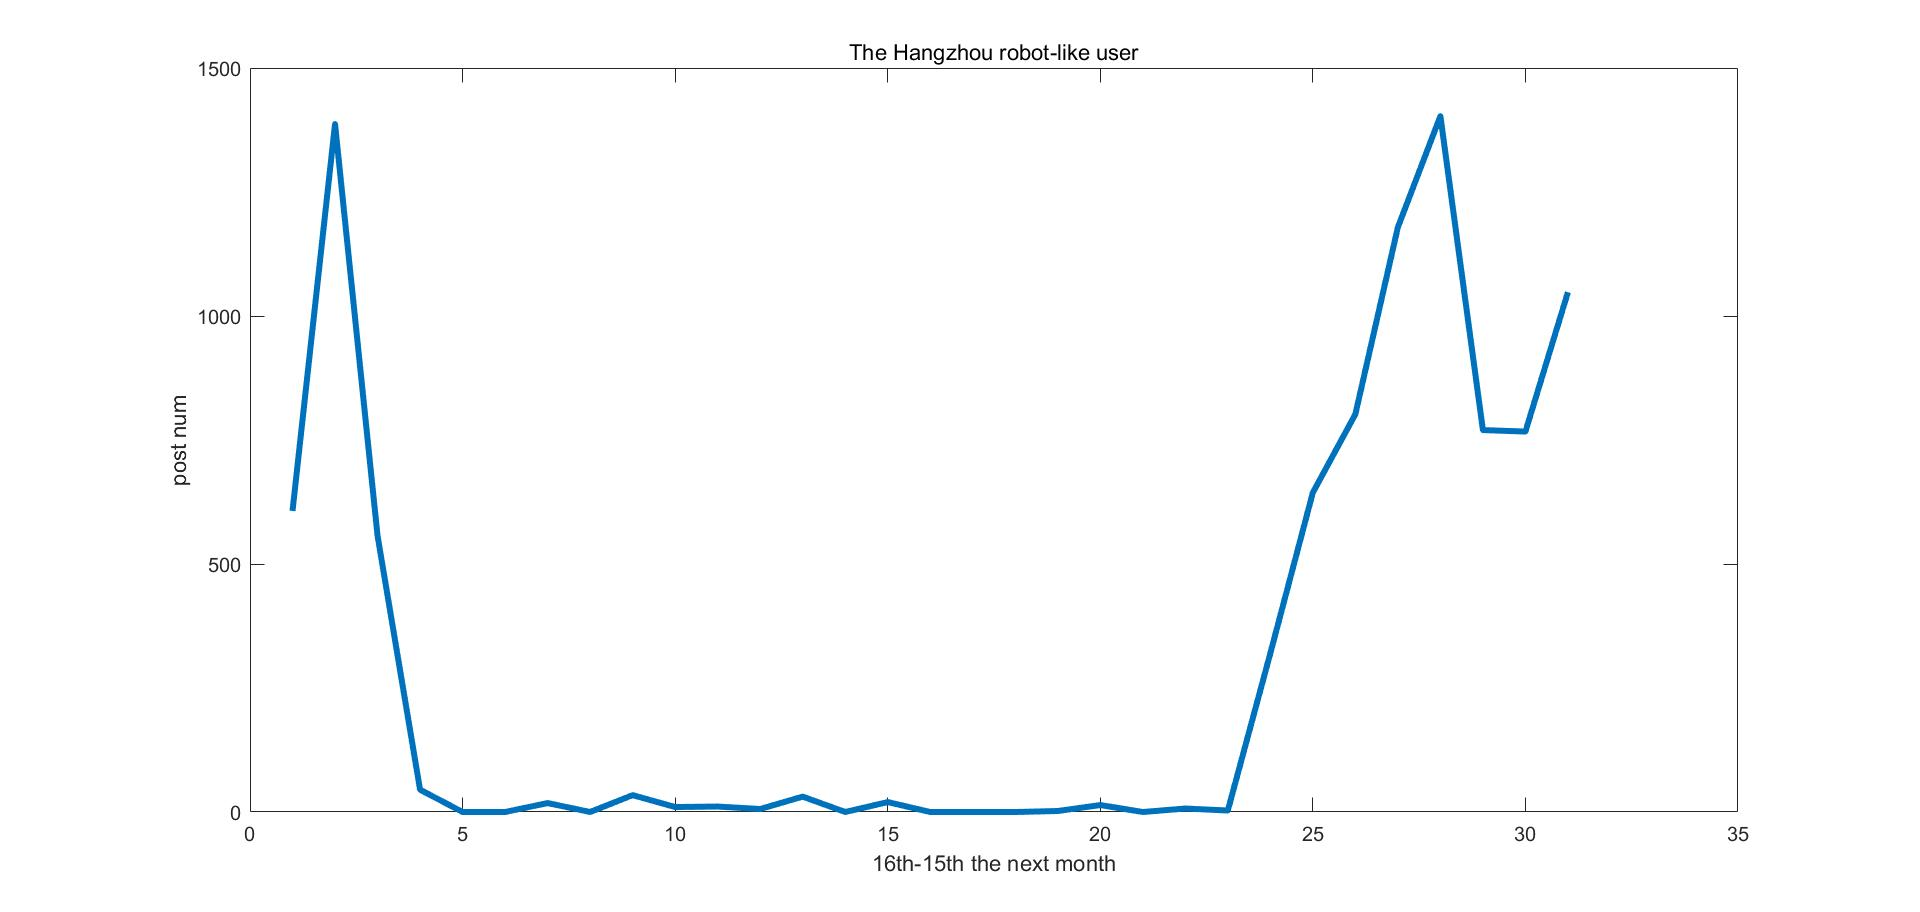 The Hangzhou robot-like user
1500
1000
500
0
post num
0 5 10 15 20 25 30 35
16th-15th the next month